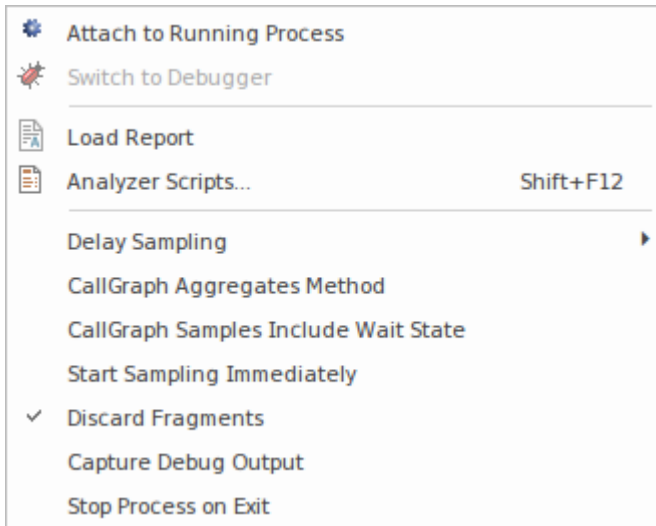 Attach to Running Process
Switch to Debugger
Load Report
Analyzer Scripts... Shift+F12
Delay Sampling
CallGraph Aggregates Method
CallGraph Samples Include Wait State
Start Sampling Immediately
Discard Fragments
Capture Debug Output
Stop Process on Exit